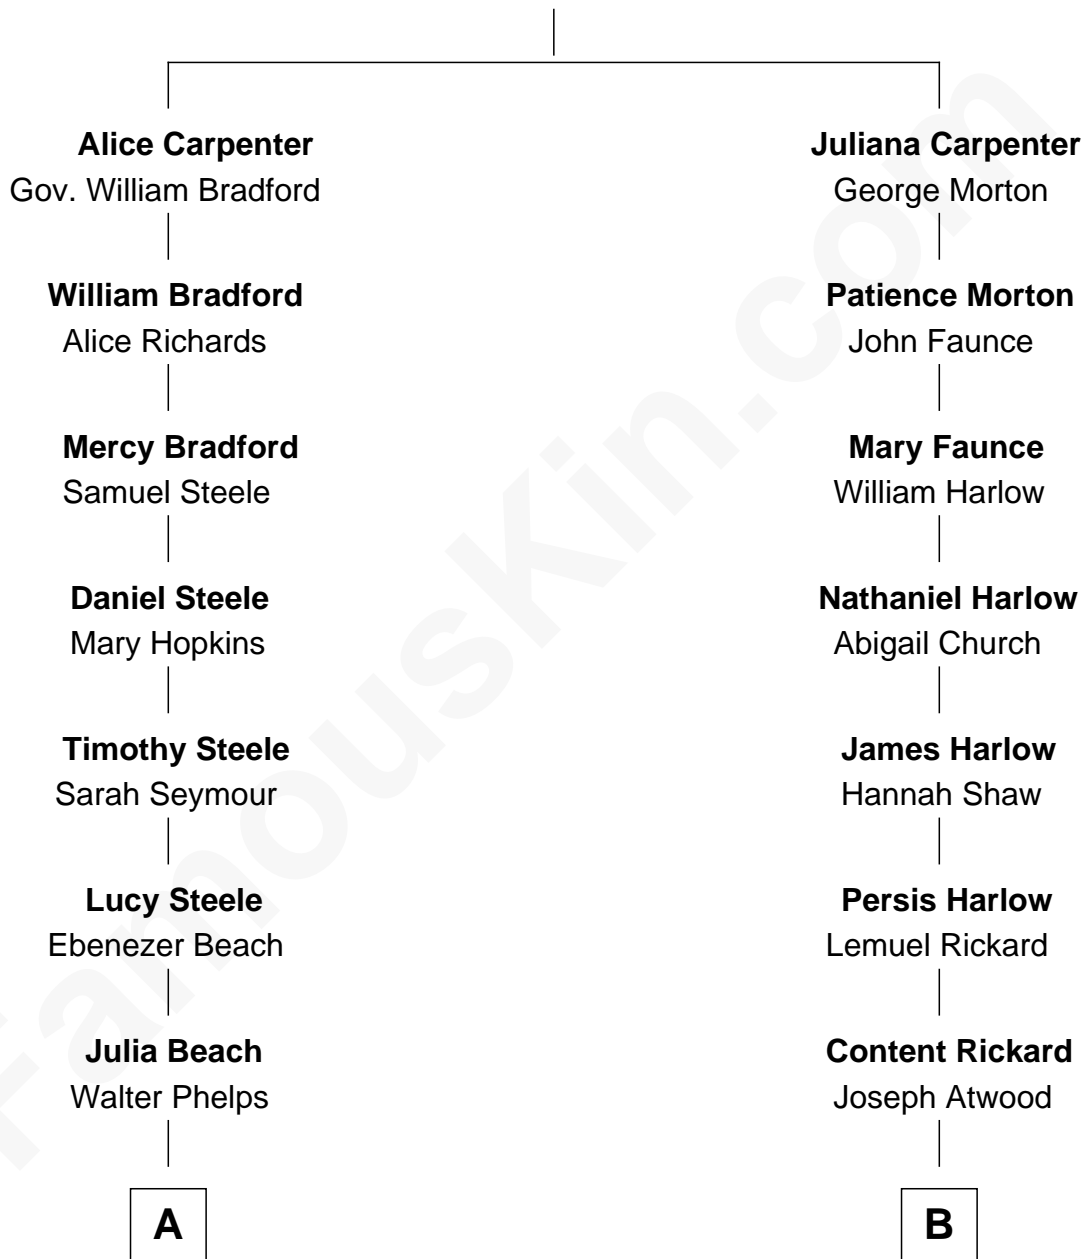 Alice Carpenter
Gov. William Bradford
William Bradford
Alice Richards
Mercy Bradford
Samuel Steele
Daniel Steele
Mary Hopkins
Timothy Steele
Sarah Seymour
Lucy Steele
Ebenezer Beach
Julia Beach
Walter Phelps
A
Juliana Carpenter
George Morton
Patience Morton
John Faunce
Mary Faunce
William Harlow
Nathaniel Harlow
Abigail Church
James Harlow
Hannah Shaw
Persis Harlow
Lemuel Rickard
Content Rickard
Joseph Atwood
B
FamousKin.com